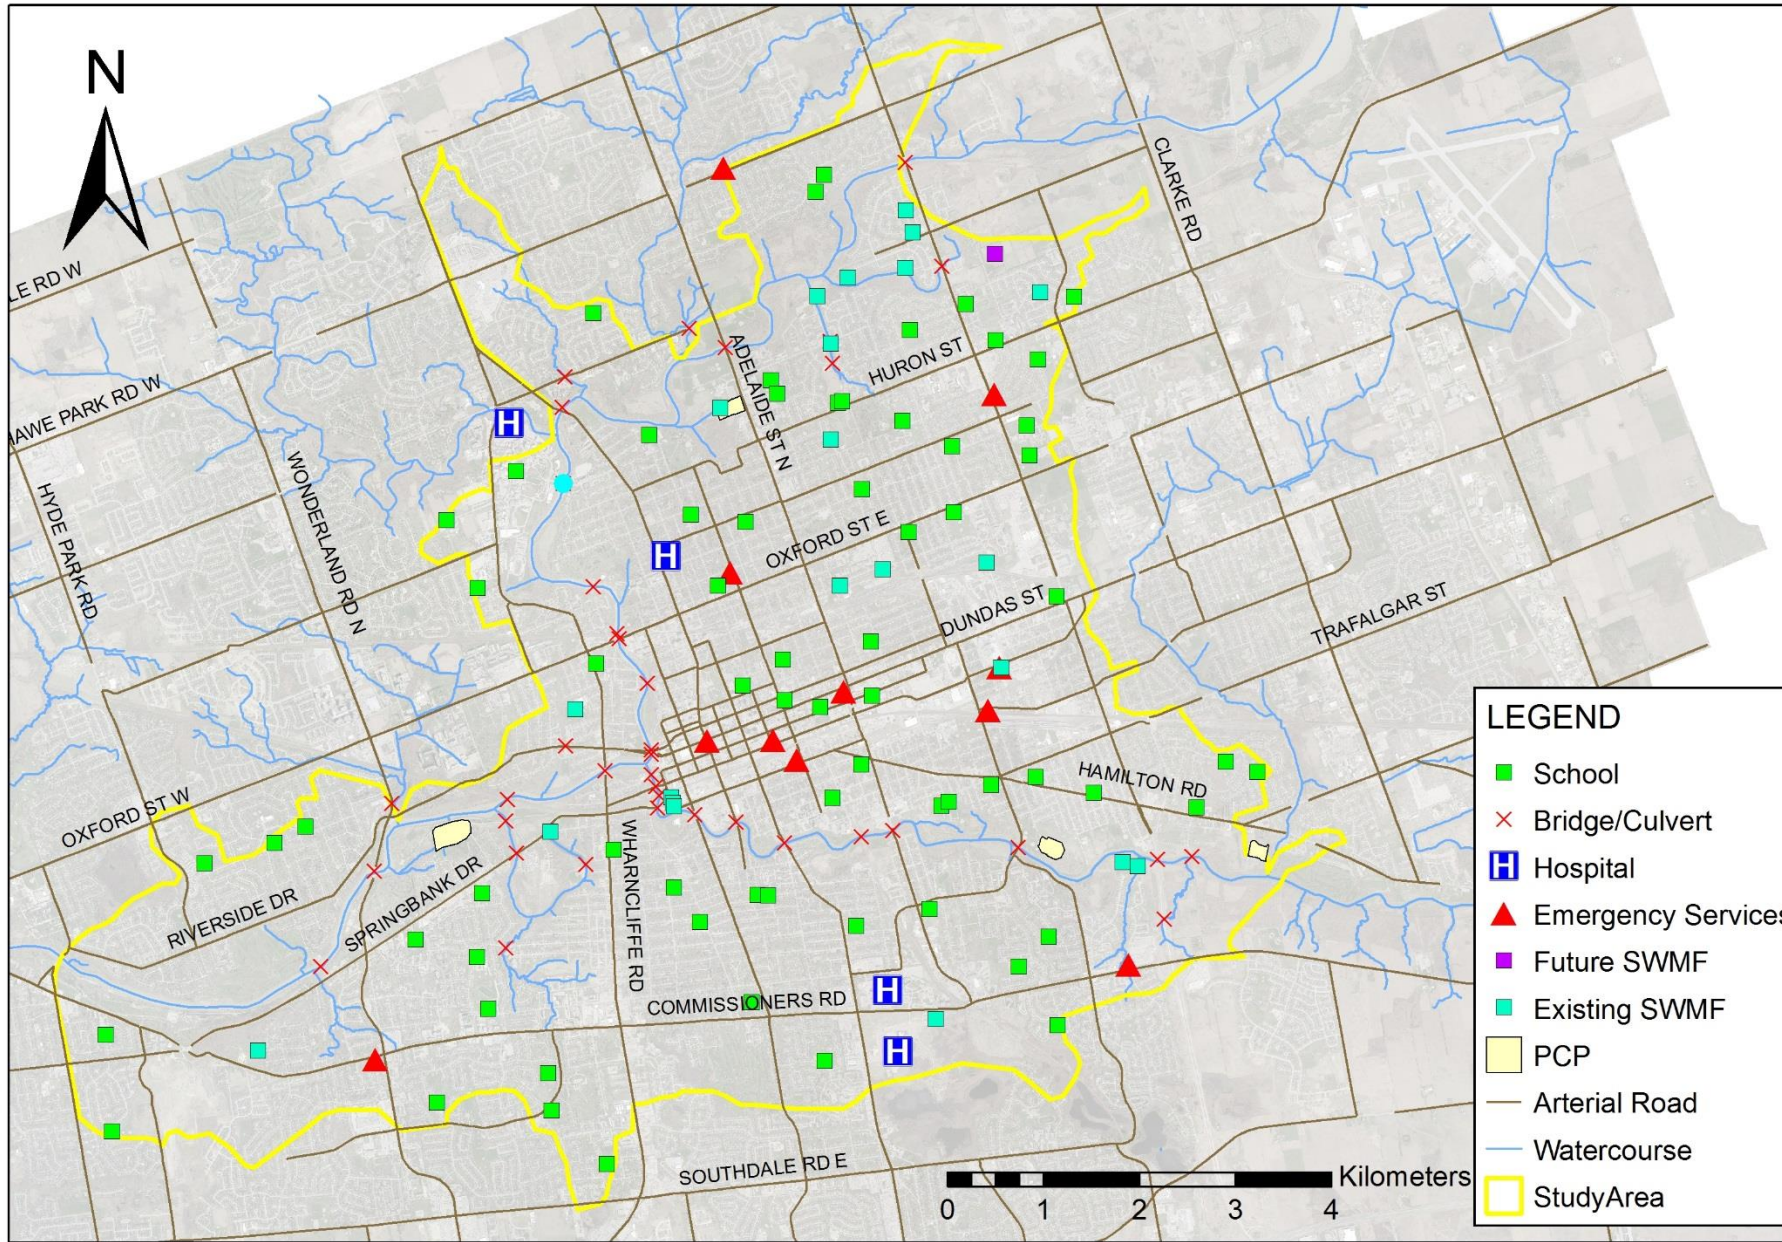 N
CLARKE RD
LE RD W
HURON ST
ADELAIDE ST N
HAWE PARK RD W
WONDERLAND RD N
HYDE PARK RD
OXFORD ST E
DUNDAS ST
TRAFALGAR ST
H
H
HAMILTON RD
OXFORD ST W
WHARNCLIFFE RD
SPRINGBANK DR
RIVERSIDE DR
H
COMMISSIONERS RD
H
SOUTHDALE RD E
Kilometers
0 1 2 3 4
LEGEND
School
Bridge/Culvert
H Hospital
Emergency Services
Future SWMF
Existing SWMF
PCP
Arterial Road
Watercourse
StudyArea